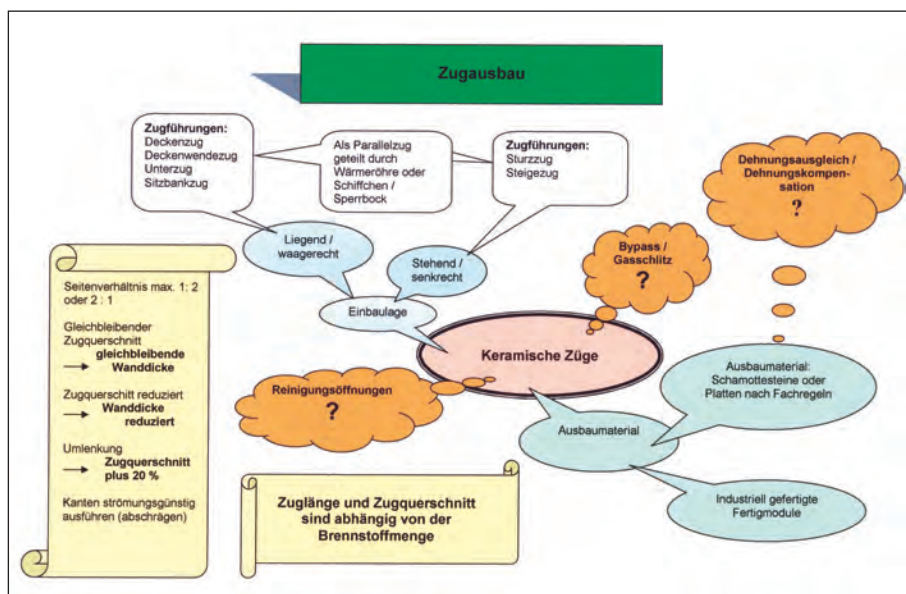 Zugausbau
Zugführungen:
Deckenzug
Deckenwendezug
Unterzug
Sitzbankzug
Als Parallelzug
geteilt durch
Wärmeröhre oder
Schiffchen /
Sperrbock
Zugführungen:
Sturzzug
Steigezug
Dehnungsausgleich /
Dehnungskompen-
sation
?
Liegend /
waagerecht
Stehend /
senkrecht
Bypass /
Gasschlitz
?
Einbaulage
Keramische Züge
Seitenverhältnis max. 1: 2
oder 2 : 1
Gleichbleibender
Zugquerschnitt
→ gleichbleibende
Wanddicke
Zugquerschitt reduziert
→ Wanddicke
reduziert
Umlenkung
→ Zugquerschnitt
plus 20 %
Kanten strömungsgünstig
ausführen (abschrägen)
Reinigungsöffnungen
?
Ausbaumaterial:
Schamottesteine oder
Platten nach Fachregeln
Ausbaumaterial
Industriell gefertigte
Fertigmodule
Zuglänge und Zugquerschnitt
sind abhängig von der
Brennstoffmenge